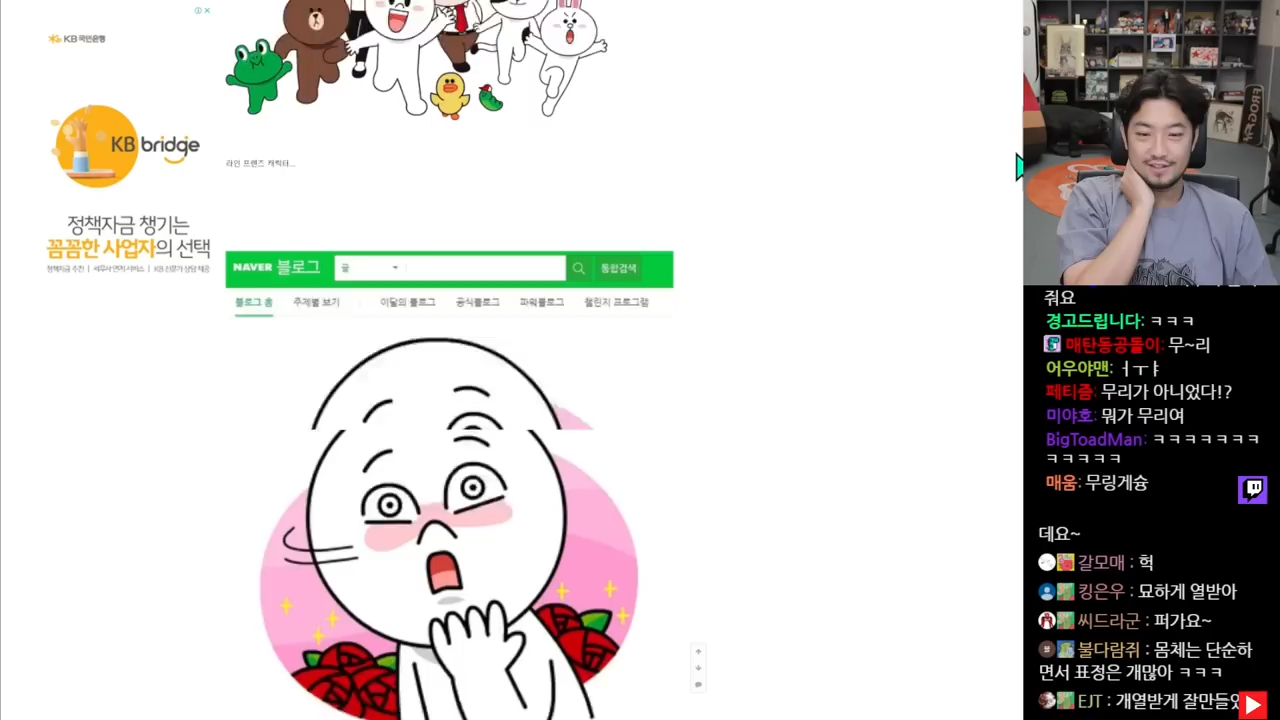 KB국민은행
KB bridge
정책자금 챙기는
꼼꼼한 사업자의 선택
라인 프렌즈 캐릭터...
NAVER 블로그
글
통합검색
블로그 홈
주제별 보기
이달의 블로그
공식블로그
파워블로그
챌린지 프로그램
줘요
경고드립니다: ㅋㅋㅋ
매탄동공돌이: 무~리
어우야맨: ㅓㅜㅑ
페티즘: 무리가 아니었다!?
미야호: 뭐가 무리여
BigToadMan: ㅋㅋㅋㅋㅋㅋㅋ
ㅋㅋㅋㅋㅋ
매움: 무링게슝
데요~
갈모매 : 헉
킹은우 : 묘하게 열받아
씨드라군 : 퍼가요~
불다람쥐 : 몸체는 단순하
면서 표정은 개많아 ㅋㅋㅋ
EJT : 개열받게 잘만들